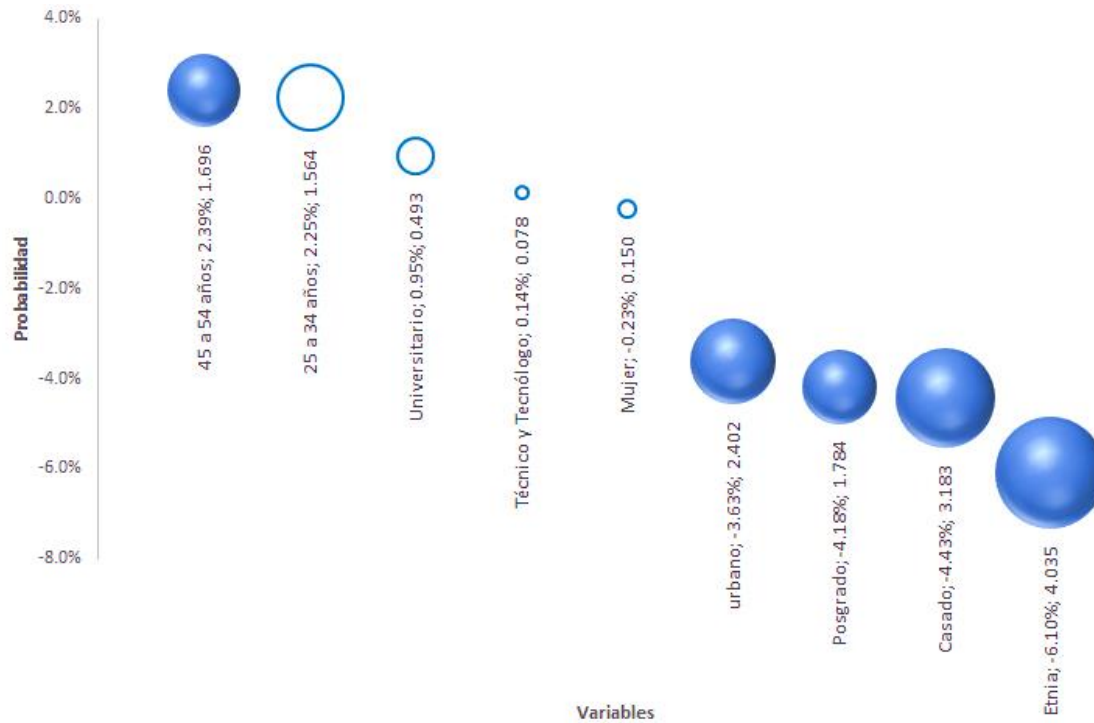 4.0%
2.0%
0.0%
-2.0%
-4.0%
-6.0%
-8.0%
Probabilidad
45 a 54 años; 2.39%; 1.696
25 a 34 años; 2.25%; 1.564
Universitario; 0.95%; 0.493
Técnico y Tecnólogo; 0.14%; 0.078
Mujer; -0.23%; 0.150
urbano; -3.63%; 2.402
Posgrado; -4.18%; 1.784
Casado; -4.43%; 3.183
Etnia; -6.10%; 4.035
Variables